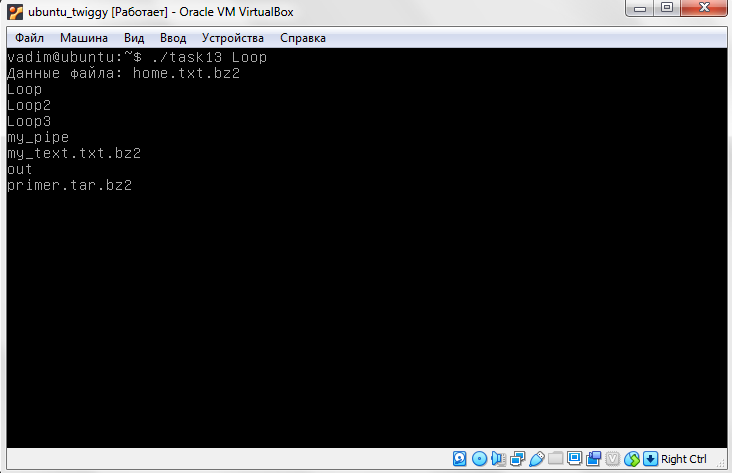 ubuntu_twiggy [Работает] - Oracle VM VirtualBox
Файл Машина Вид Ввод Устройства Справка
vadim@ubuntu:~$ ./task13 Loop
Данные файла: home.txt.bz2
Loop
Loop2
Loop3
my_pipe
my_text.txt.bz2
out
primer.tar.bz2
Right Ctrl